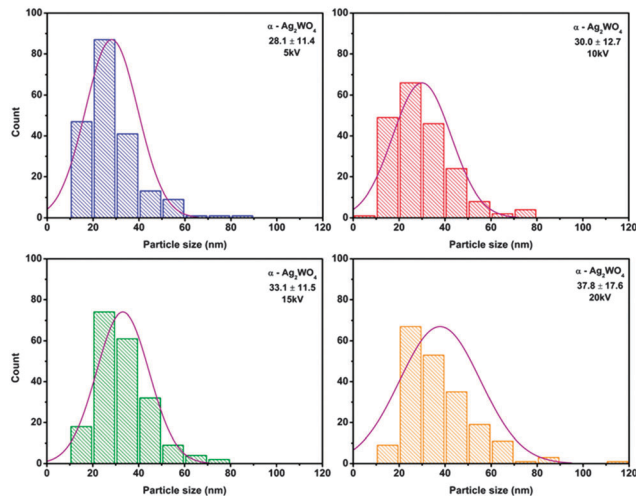 α - Ag₂WO₄
28.1 ± 11.4
5kV
Count
100
80
60
40
20
0
0 20 40 60 80 100 120
Particle size (nm)
α - Ag₂WO₄
30.0 ± 12.7
10kV
100
80
60
40
20
0
0 20 40 60 80 100 120
Particle size (nm)
α - Ag₂WO₄
33.1 ± 11.5
15kV
Count
100
80
60
40
20
0
0 20 40 60 80 100 120
Particle size (nm)
α - Ag₂WO₄
37.8 ± 17.6
20kV
100
80
60
40
20
0
0 20 40 60 80 100 120
Particle size (nm)